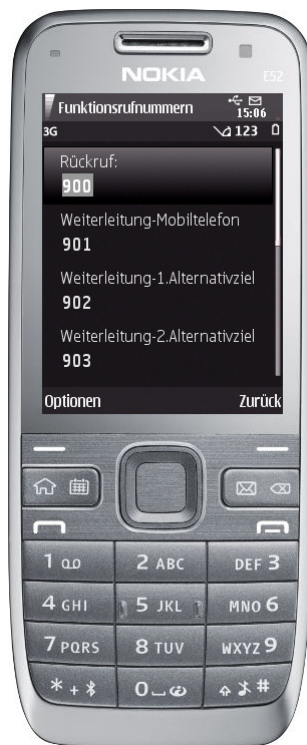 NOKIA
E52
Funktionsrufnummern
15:06
3G
123
Rückruf:
900
Weiterleitung-Mobiltelefon
901
Weiterleitung-1.Alternativziel
902
Weiterleitung-2.Alternativziel
903
Optionen
Zurück
1
2 ABC
DEF 3
4 GHI
5 JKL
MNO 6
7 PQRS
8 TUV
WXYZ 9
* +
0
#